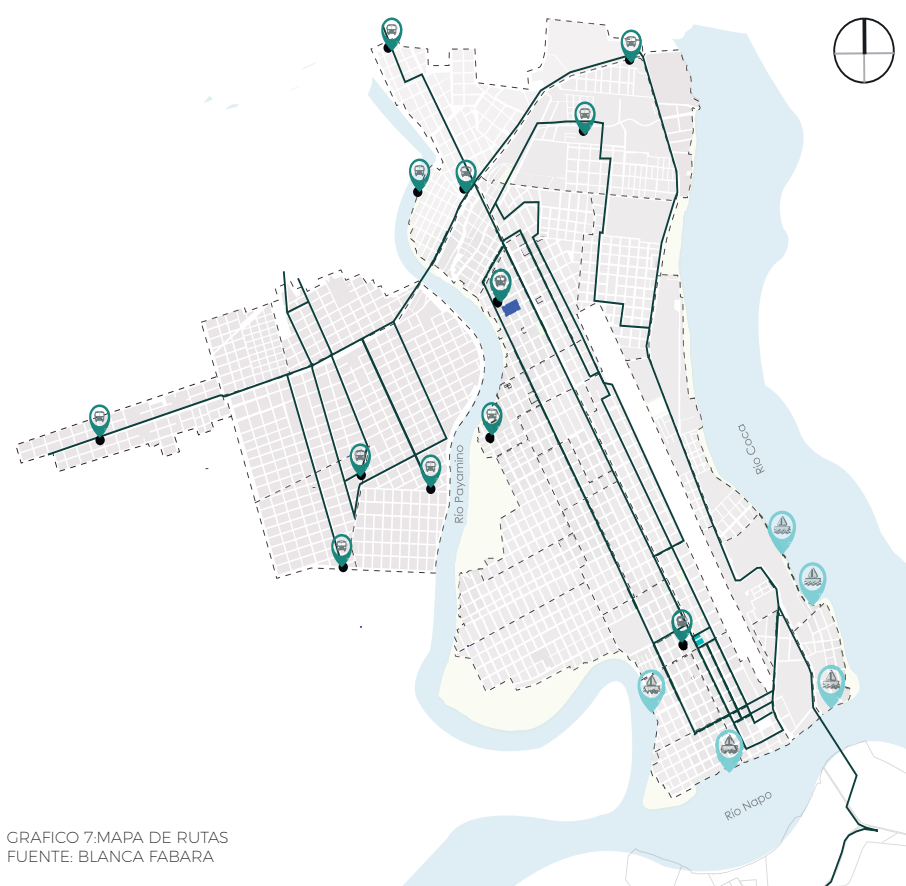 Río Coca
Río Payamino
Río Napo
GRAFICO 7:MAPA DE RUTAS
FUENTE: BLANCA FABARA